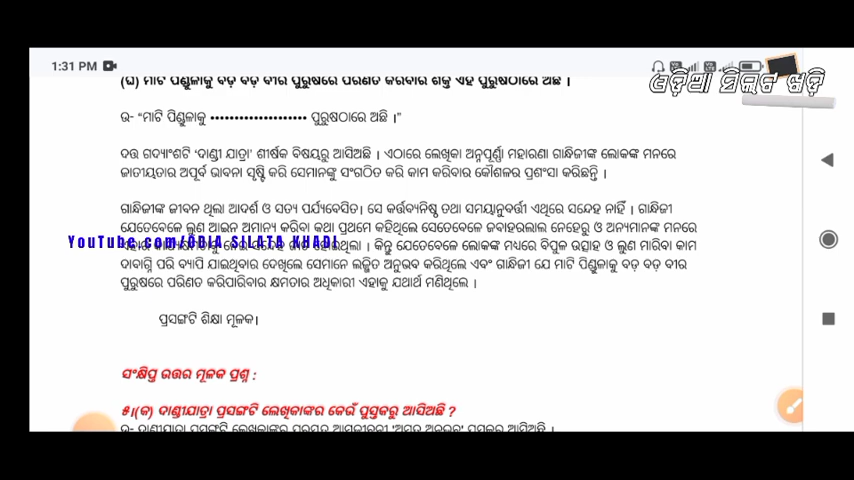 1:31 PM
ଓଡ଼ିଆ ସିଲଟ ଖଡ଼ି
(ଘ) ମାଟି ପିଣ୍ଡୁଳାକୁ ବଡ଼ ବଡ଼ ବୀର ପୁରୁଷରେ ପରିଣତ କରିବାର ଶକ୍ତି ଏହି ପୁରୁଷଠାରେ ଅଛି ।
ଉ- “ମାଟି ପିଣ୍ଡୁଳାକୁ •••••••••••••••••••• ପୁରୁଷଠାରେ ଅଛି ।”
ଦତ୍ତ ଗଦ୍ୟାଂଶଟି ‘ଦାଣ୍ଡୀ ଯାତ୍ରା’ ଶୀର୍ଷକ ବିଷୟରୁ ଆସିଅଛି । ଏଠାରେ ଲେଖିକା ଅନ୍ନପୂର୍ଣ୍ଣା ମହାରଣା ଗାନ୍ଧିଜୀଙ୍କ ଲୋକଙ୍କ ମନରେ
ଜାତୀୟତାର ଅପୂର୍ବ ଭାବନା ସୃଷ୍ଟି କରି ସେମାନଙ୍କୁ ସଂଗଠିତ କରି କାମ କରିବାର କୌଶଳର ପ୍ରଶଂସା କରିଛନ୍ତି ।
ଗାନ୍ଧିଜୀଙ୍କ ଜୀବନ ଥିଲା ଆଦର୍ଶ ଓ ସତ୍ୟ ପର୍ଯ୍ୟବେସିତ। ସେ କର୍ତ୍ତବ୍ୟନିଷ୍ଠ ତଥା ସମୟାନୁବର୍ତ୍ତୀ ଏଥିରେ ସନ୍ଦେହ ନାହିଁ । ଗାନ୍ଧିଜୀ
ଯେତେବେଳେ ଲୁଣ ଆଇନ ଅମାନ୍ୟ କରିବା କଥା ପ୍ରଥମେ କହିଥିଲେ ସେତେବେଳେ ଜବାହରଲାଲ ନେହେରୁ ଓ ଅନ୍ୟମାନଙ୍କ ମନରେ
YouTube.com/ODIA SILATA KHADI
ହୋଇଥିଲା । କିନ୍ତୁ ଯେତେବେଳେ ଲୋକଙ୍କ ମଧ୍ୟରେ ବିପୁଳ ଉତ୍ସାହ ଓ ଲୁଣ ମାରିବା କାମ
ଦାବାଗ୍ନି ପରି ବ୍ୟାପି ଯାଇଥିବାର ଦେଖିଲେ ସେମାନେ ଲଜ୍ଜିତ ଅନୁଭବ କରିଥିଲେ ଏବଂ ଗାନ୍ଧିଜୀ ଯେ ମାଟି ପିଣ୍ଡୁଳାକୁ ବଡ଼ ବଡ଼ ବୀର
ପୁରୁଷରେ ପରିଣତ କରିପାରିବାର କ୍ଷମତାର ଅଧିକାରୀ ଏହାକୁ ଯଥାର୍ଥ ମଣିଥିଲେ ।
ପ୍ରସଙ୍ଗଟି ଶିକ୍ଷା ମୂଳକ।
ସଂକ୍ଷିପ୍ତ ଉତ୍ତର ମୂଳକ ପ୍ରଶ୍ନ :
୫।(କ) ଦାଣ୍ଡୀଯାତ୍ରା ପ୍ରସଙ୍ଗଟି ଲେଖିକାଙ୍କର କେଉଁ ପୁସ୍ତକରୁ ଆସିଅଛି ?